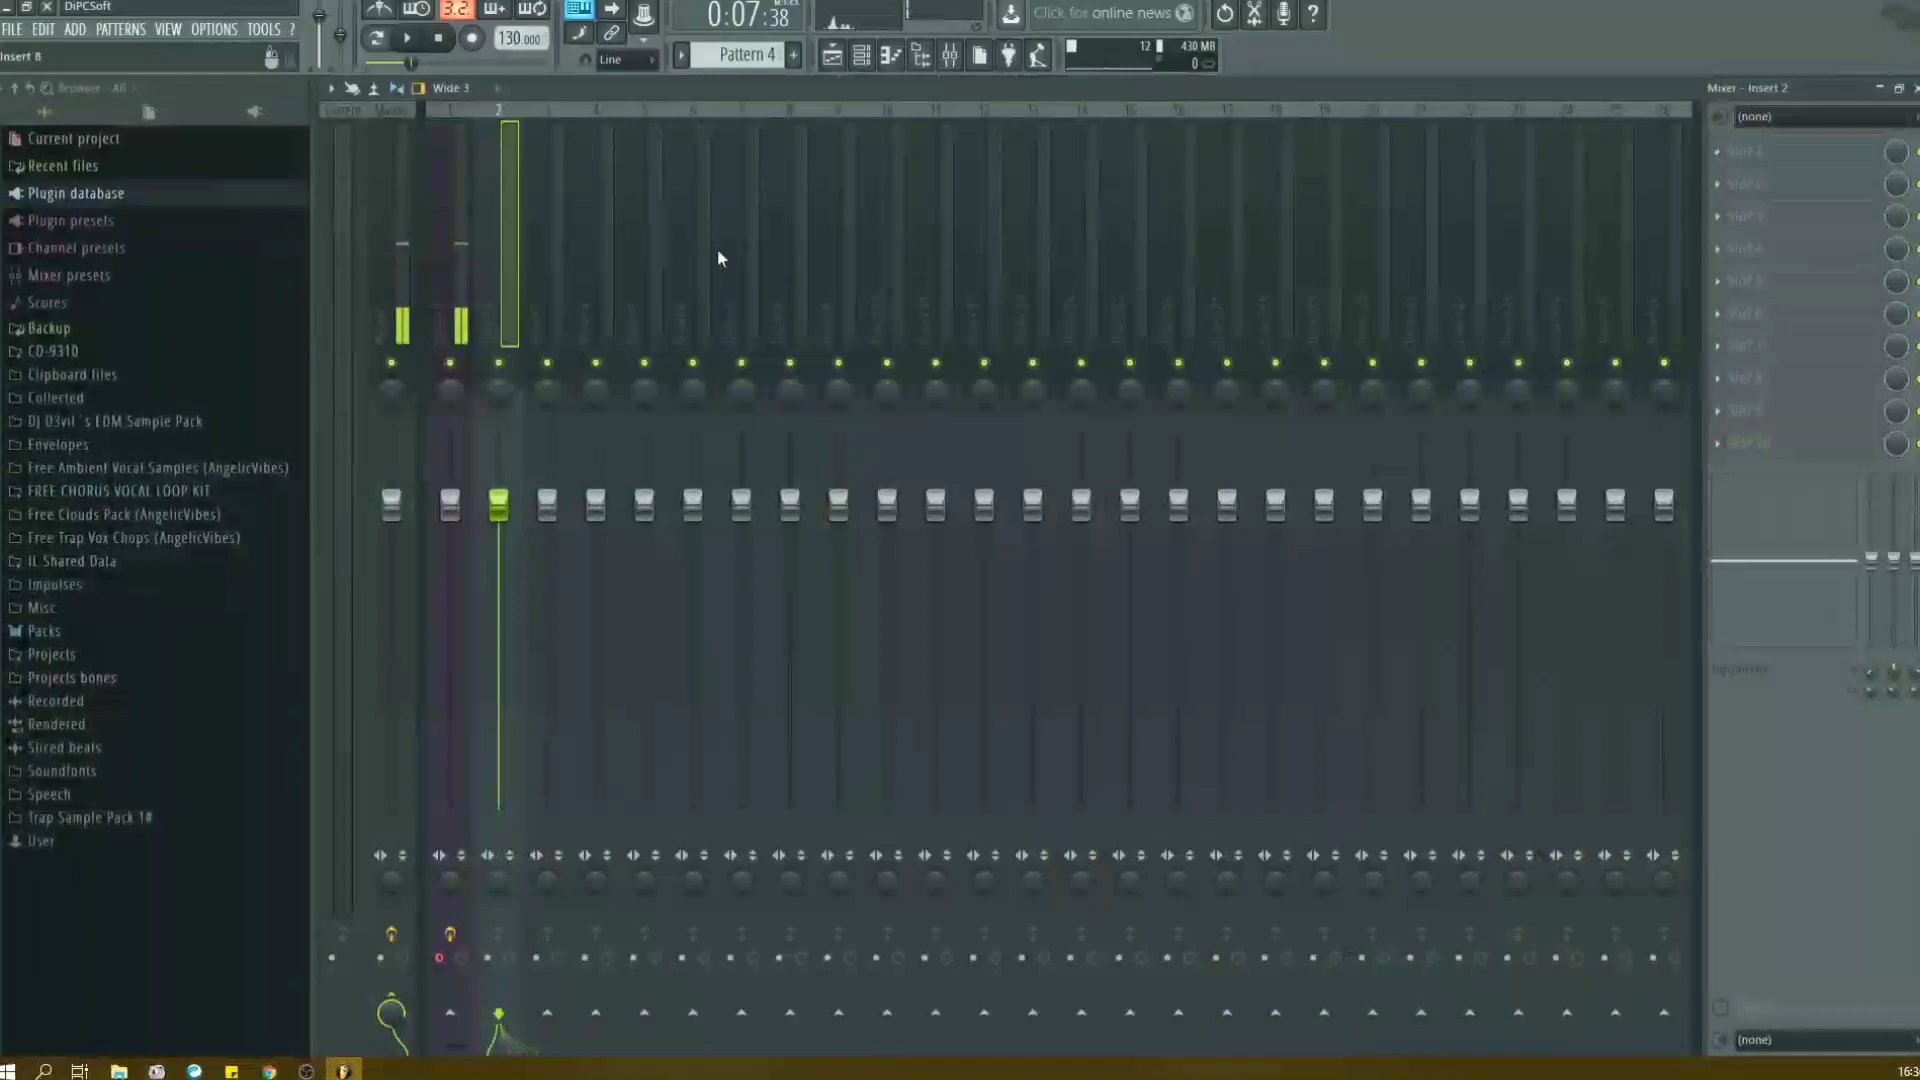 DiPCSoft
FILE EDIT ADD PATTERNS VIEW OPTIONS TOOLS ?
Insert 8
3.2
130.000
Line
0:07:38
M:S:CS
Pattern 4
Click for online news
12
430 MB
0
Browser - All
Wide 3
Mixer - Insert 2
Current project
Recent files
Plugin database
Plugin presets
Channel presets
Mixer presets
Scores
Backup
CD-9310
Clipboard files
Collected
DJ D3vil´s EDM Sample Pack
Envelopes
Free Ambient Vocal Samples (AngelicVibes)
FREE CHORUS VOCAL LOOP KIT
Free Clouds Pack (AngelicVibes)
Free Trap Vox Chops (AngelicVibes)
IL Shared Data
Impulses
Misc
Packs
Projects
Projects bones
Recorded
Rendered
Sliced beats
Soundfonts
Speech
Trap Sample Pack 1#
User
2
(none)
(none)